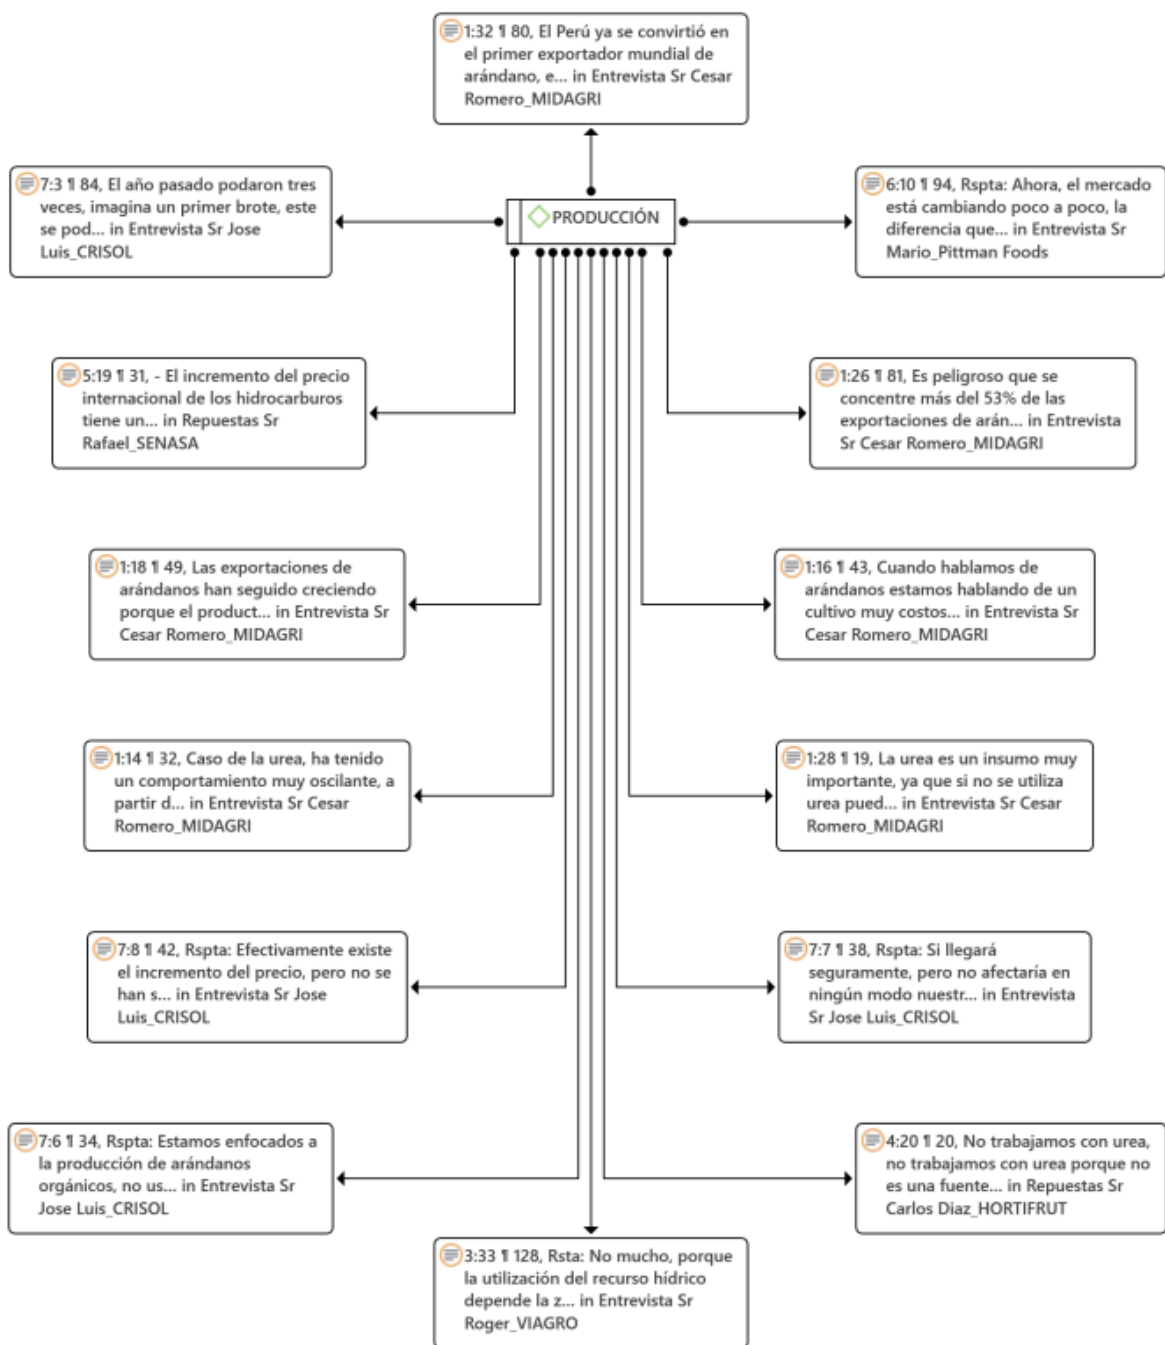 1:32 ¶ 80, El Perú ya se convirtió en
el primer exportador mundial de
arándano, e... in Entrevista Sr Cesar
Romero_MIDAGRI
7:3 ¶ 84, El año pasado podaron tres
veces, imagina un primer brote, este
se pod... in Entrevista Sr Jose
Luis_CRISOL
PRODUCCIÓN
6:10 ¶ 94, Rspta: Ahora, el mercado
está cambiando poco a poco, la
diferencia que... in Entrevista Sr
Mario_Pittman Foods
5:19 ¶ 31, - El incremento del precio
internacional de los hidrocarburos
tiene un... in Repuestas Sr
Rafael_SENASA
1:26 ¶ 81, Es peligroso que se
concentre más del 53% de las
exportaciones de arán... in Entrevista
Sr Cesar Romero_MIDAGRI
1:18 ¶ 49, Las exportaciones de
arándanos han seguido creciendo
porque el product... in Entrevista Sr
Cesar Romero_MIDAGRI
1:16 ¶ 43, Cuando hablamos de
arándanos estamos hablando de un
cultivo muy costos... in Entrevista Sr
Cesar Romero_MIDAGRI
1:14 ¶ 32, Caso de la urea, ha tenido
un comportamiento muy oscilante, a
partir d... in Entrevista Sr Cesar
Romero_MIDAGRI
1:28 ¶ 19, La urea es un insumo muy
importante, ya que si no se utiliza
urea pued... in Entrevista Sr Cesar
Romero_MIDAGRI
7:8 ¶ 42, Rspta: Efectivamente existe
el incremento del precio, pero no se
han s... in Entrevista Sr Jose
Luis_CRISOL
7:7 ¶ 38, Rspta: Si llegará
seguramente, pero no afectaría en
ningún modo nuestr... in Entrevista
Sr Jose Luis_CRISOL
7:6 ¶ 34, Rspta: Estamos enfocados a
la producción de arándanos
orgánicos, no us... in Entrevista Sr
Jose Luis_CRISOL
4:20 ¶ 20, No trabajamos con urea,
no trabajamos con urea porque no
es una fuente... in Repuestas Sr
Carlos Diaz_HORTIFRUT
3:33 ¶ 128, Rsta: No mucho, porque
la utilización del recurso hídrico
depende la z... in Entrevista Sr
Roger_VIAGRO